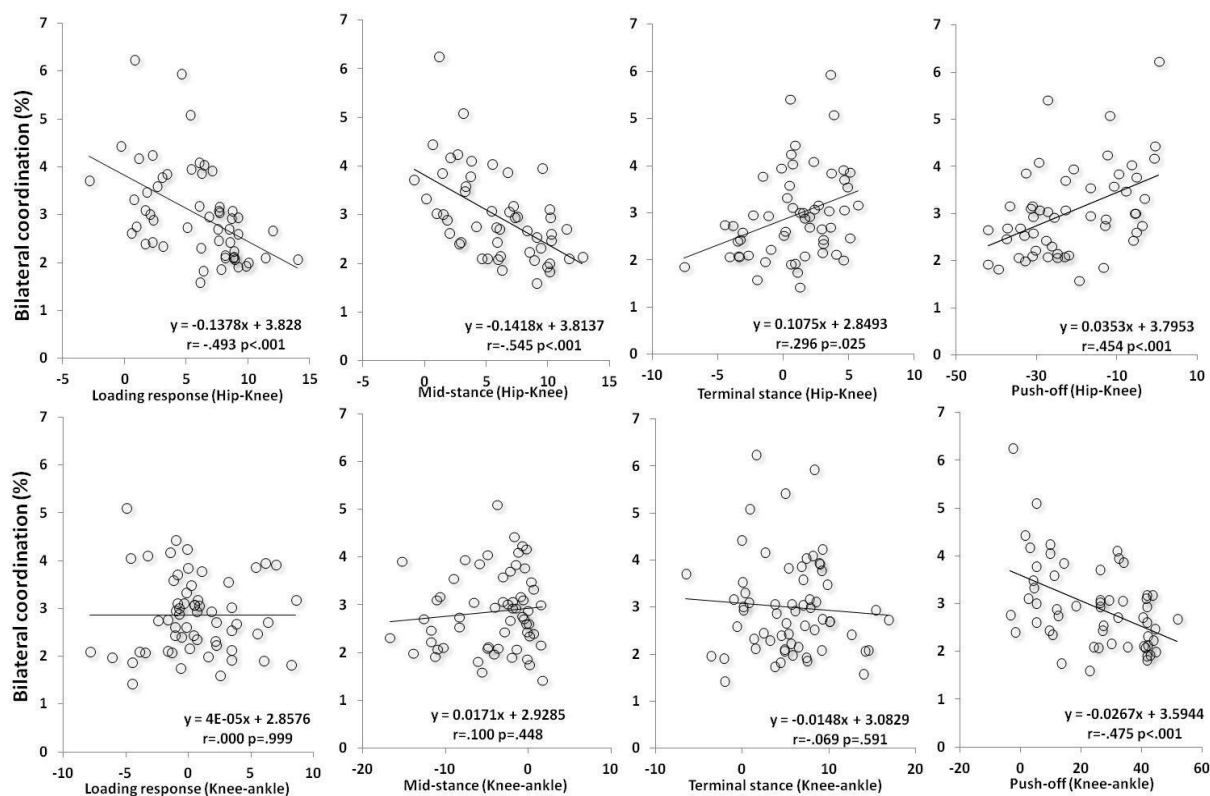 7 7 7 7
6 6 6 6
5 5 5 5
4 4 4 4
3 3 3 3
2 2 2 2
1 1 1 1
0 0 0 0
Bilateral coordination (%)
y = -0.1378x + 3.828
r= -.493 p<.001
y = -0.1418x + 3.8137
r=-.545 p<.001
y = 0.1075x + 2.8493
r=.296 p=.025
y = 0.0353x + 3.7953
r=.454 p<.001
-5 0 5 10 15
-5 0 5 10 15
-10 -5 0 5 10
-50 -40 -30 -20 -10 0 10
Loading response (Hip-Knee)
Mid-stance (Hip-Knee)
Terminal stance (Hip-Knee)
Push-off (Hip-Knee)
7 7 7 7
6 6 6 6
5 5 5 5
4 4 4 4
3 3 3 3
2 2 2 2
1 1 1 1
0 0 0 0
Bilateral coordination (%)
y = 4E-05x + 2.8576
r=.000 p=.999
y = 0.0171x + 2.9285
r=.100 p=.448
y = -0.0148x + 3.0829
r=-.069 p=.591
y = -0.0267x + 3.5944
r=-.475 p<.001
-10 -5 0 5 10
-20 -15 -10 -5 0 5
-10 0 10 20
-20 0 20 40 60
Loading response (Knee-ankle)
Mid-stance (Knee-ankle)
Terminal stance (Knee-ankle)
Push-off (Knee-ankle)